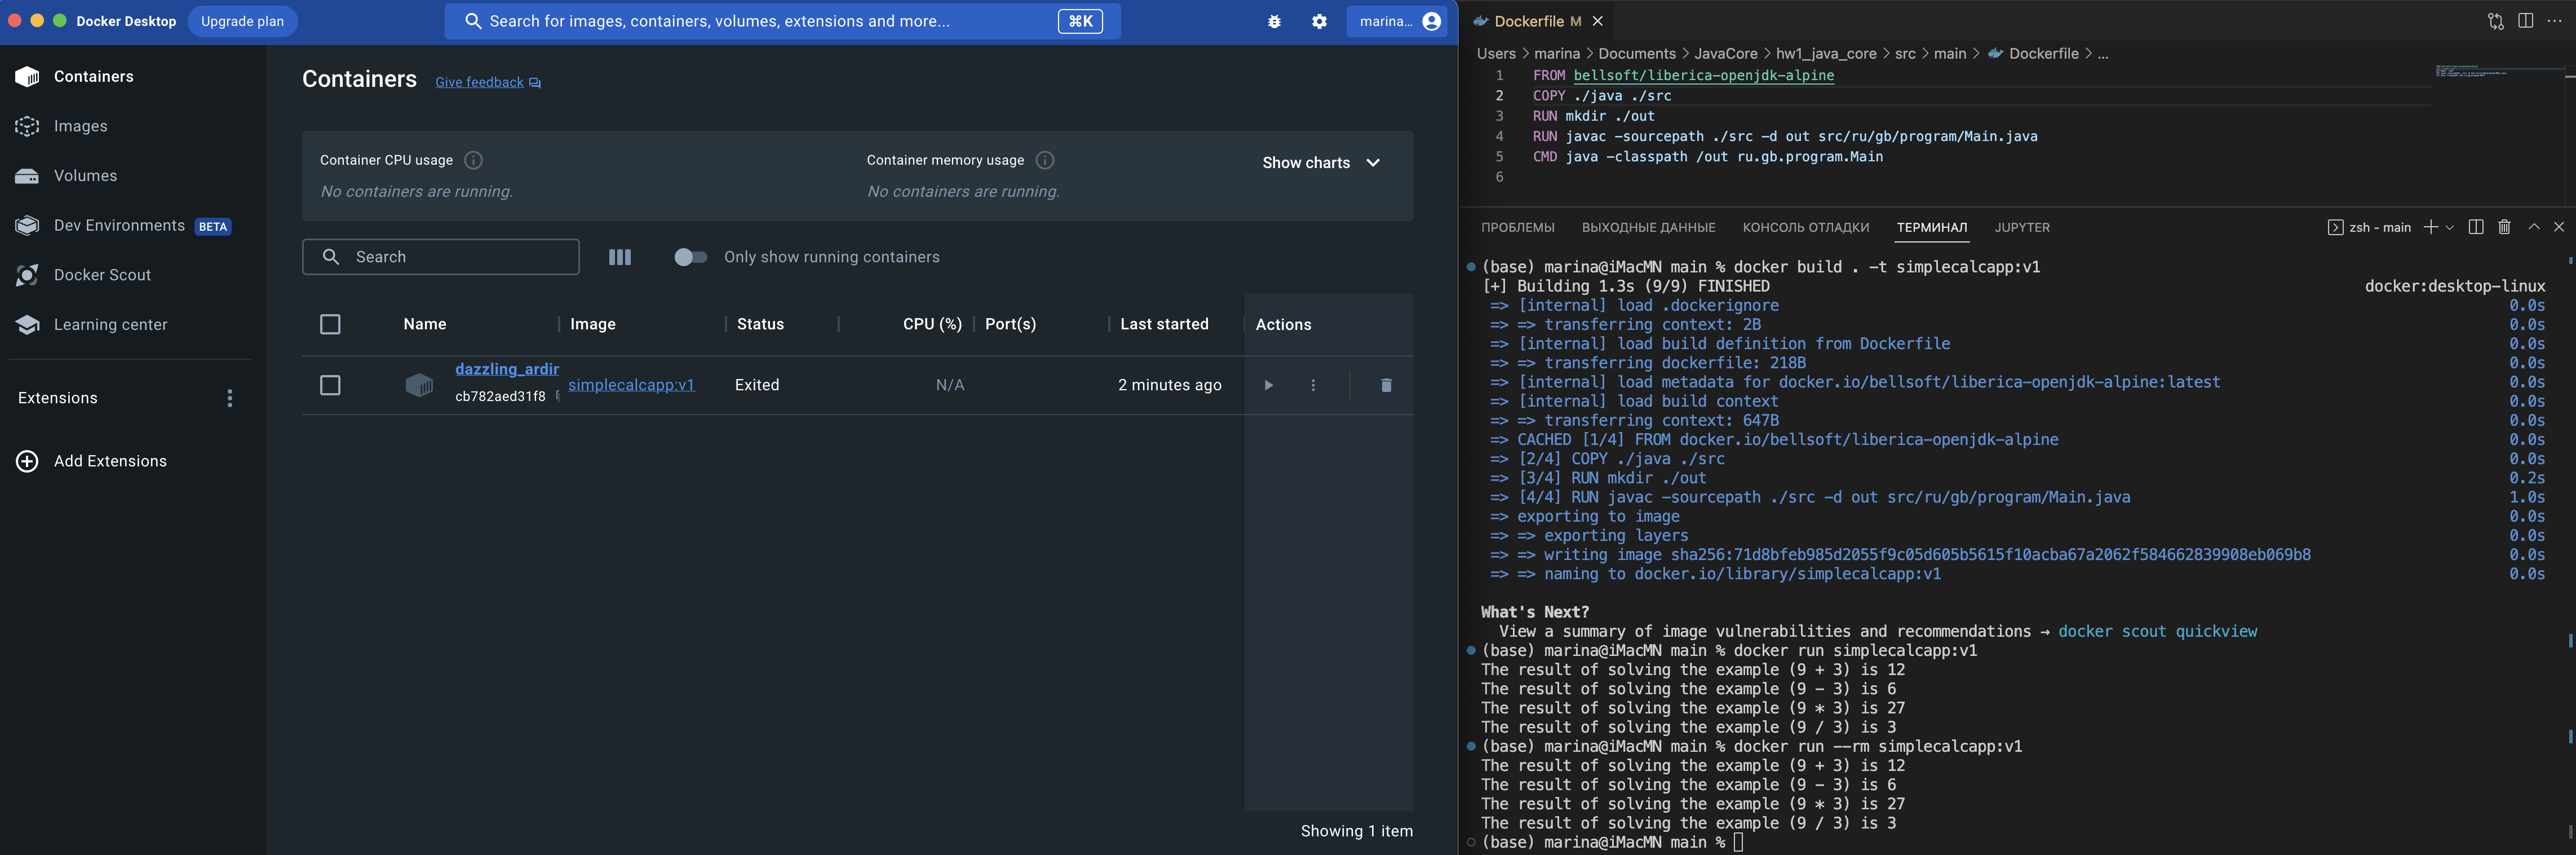 Docker Desktop
Upgrade plan
Search for images, containers, volumes, extensions and more...
⌘K
marina...
Containers
Images
Volumes
Dev Environments BETA
Docker Scout
Learning center
Extensions
Add Extensions
Containers Give feedback
Container CPU usage
No containers are running.
Container memory usage
No containers are running.
Show charts
Search
Only show running containers
Name Image Status CPU (%) Port(s) Last started Actions
dazzling_ardir
cb782aed31f8
simplecalcapp:v1 Exited N/A 2 minutes ago
Showing 1 item
Dockerfile M
Users > marina > Documents > JavaCore > hw1_java_core > src > main > Dockerfile > ...
1 FROM bellsoft/liberica-openjdk-alpine
2 COPY ./java ./src
3 RUN mkdir ./out
4 RUN javac -sourcepath ./src -d out src/ru/gb/program/Main.java
5 CMD java -classpath /out ru.gb.program.Main
6
ПРОБЛЕМЫ ВЫХОДНЫЕ ДАННЫЕ КОНСОЛЬ ОТЛАДКИ ТЕРМИНАЛ JUPYTER
zsh - main
(base) marina@iMacMN main % docker build . -t simplecalcapp:v1
[+] Building 1.3s (9/9) FINISHED docker:desktop-linux
=> [internal] load .dockerignore 0.0s
=> => transferring context: 2B 0.0s
=> [internal] load build definition from Dockerfile 0.0s
=> => transferring dockerfile: 218B 0.0s
=> [internal] load metadata for docker.io/bellsoft/liberica-openjdk-alpine:latest 0.0s
=> [internal] load build context 0.0s
=> => transferring context: 647B 0.0s
=> CACHED [1/4] FROM docker.io/bellsoft/liberica-openjdk-alpine 0.0s
=> [2/4] COPY ./java ./src 0.0s
=> [3/4] RUN mkdir ./out 0.2s
=> [4/4] RUN javac -sourcepath ./src -d out src/ru/gb/program/Main.java 1.0s
=> exporting to image 0.0s
=> => exporting layers 0.0s
=> => writing image sha256:71d8bfeb985d2055f9c05d605b5615f10acba67a2062f584662839908eb069b8 0.0s
=> => naming to docker.io/library/simplecalcapp:v1 0.0s
What's Next?
View a summary of image vulnerabilities and recommendations → docker scout quickview
(base) marina@iMacMN main % docker run simplecalcapp:v1
The result of solving the example (9 + 3) is 12
The result of solving the example (9 - 3) is 6
The result of solving the example (9 * 3) is 27
The result of solving the example (9 / 3) is 3
(base) marina@iMacMN main % docker run --rm simplecalcapp:v1
The result of solving the example (9 + 3) is 12
The result of solving the example (9 - 3) is 6
The result of solving the example (9 * 3) is 27
The result of solving the example (9 / 3) is 3
(base) marina@iMacMN main %